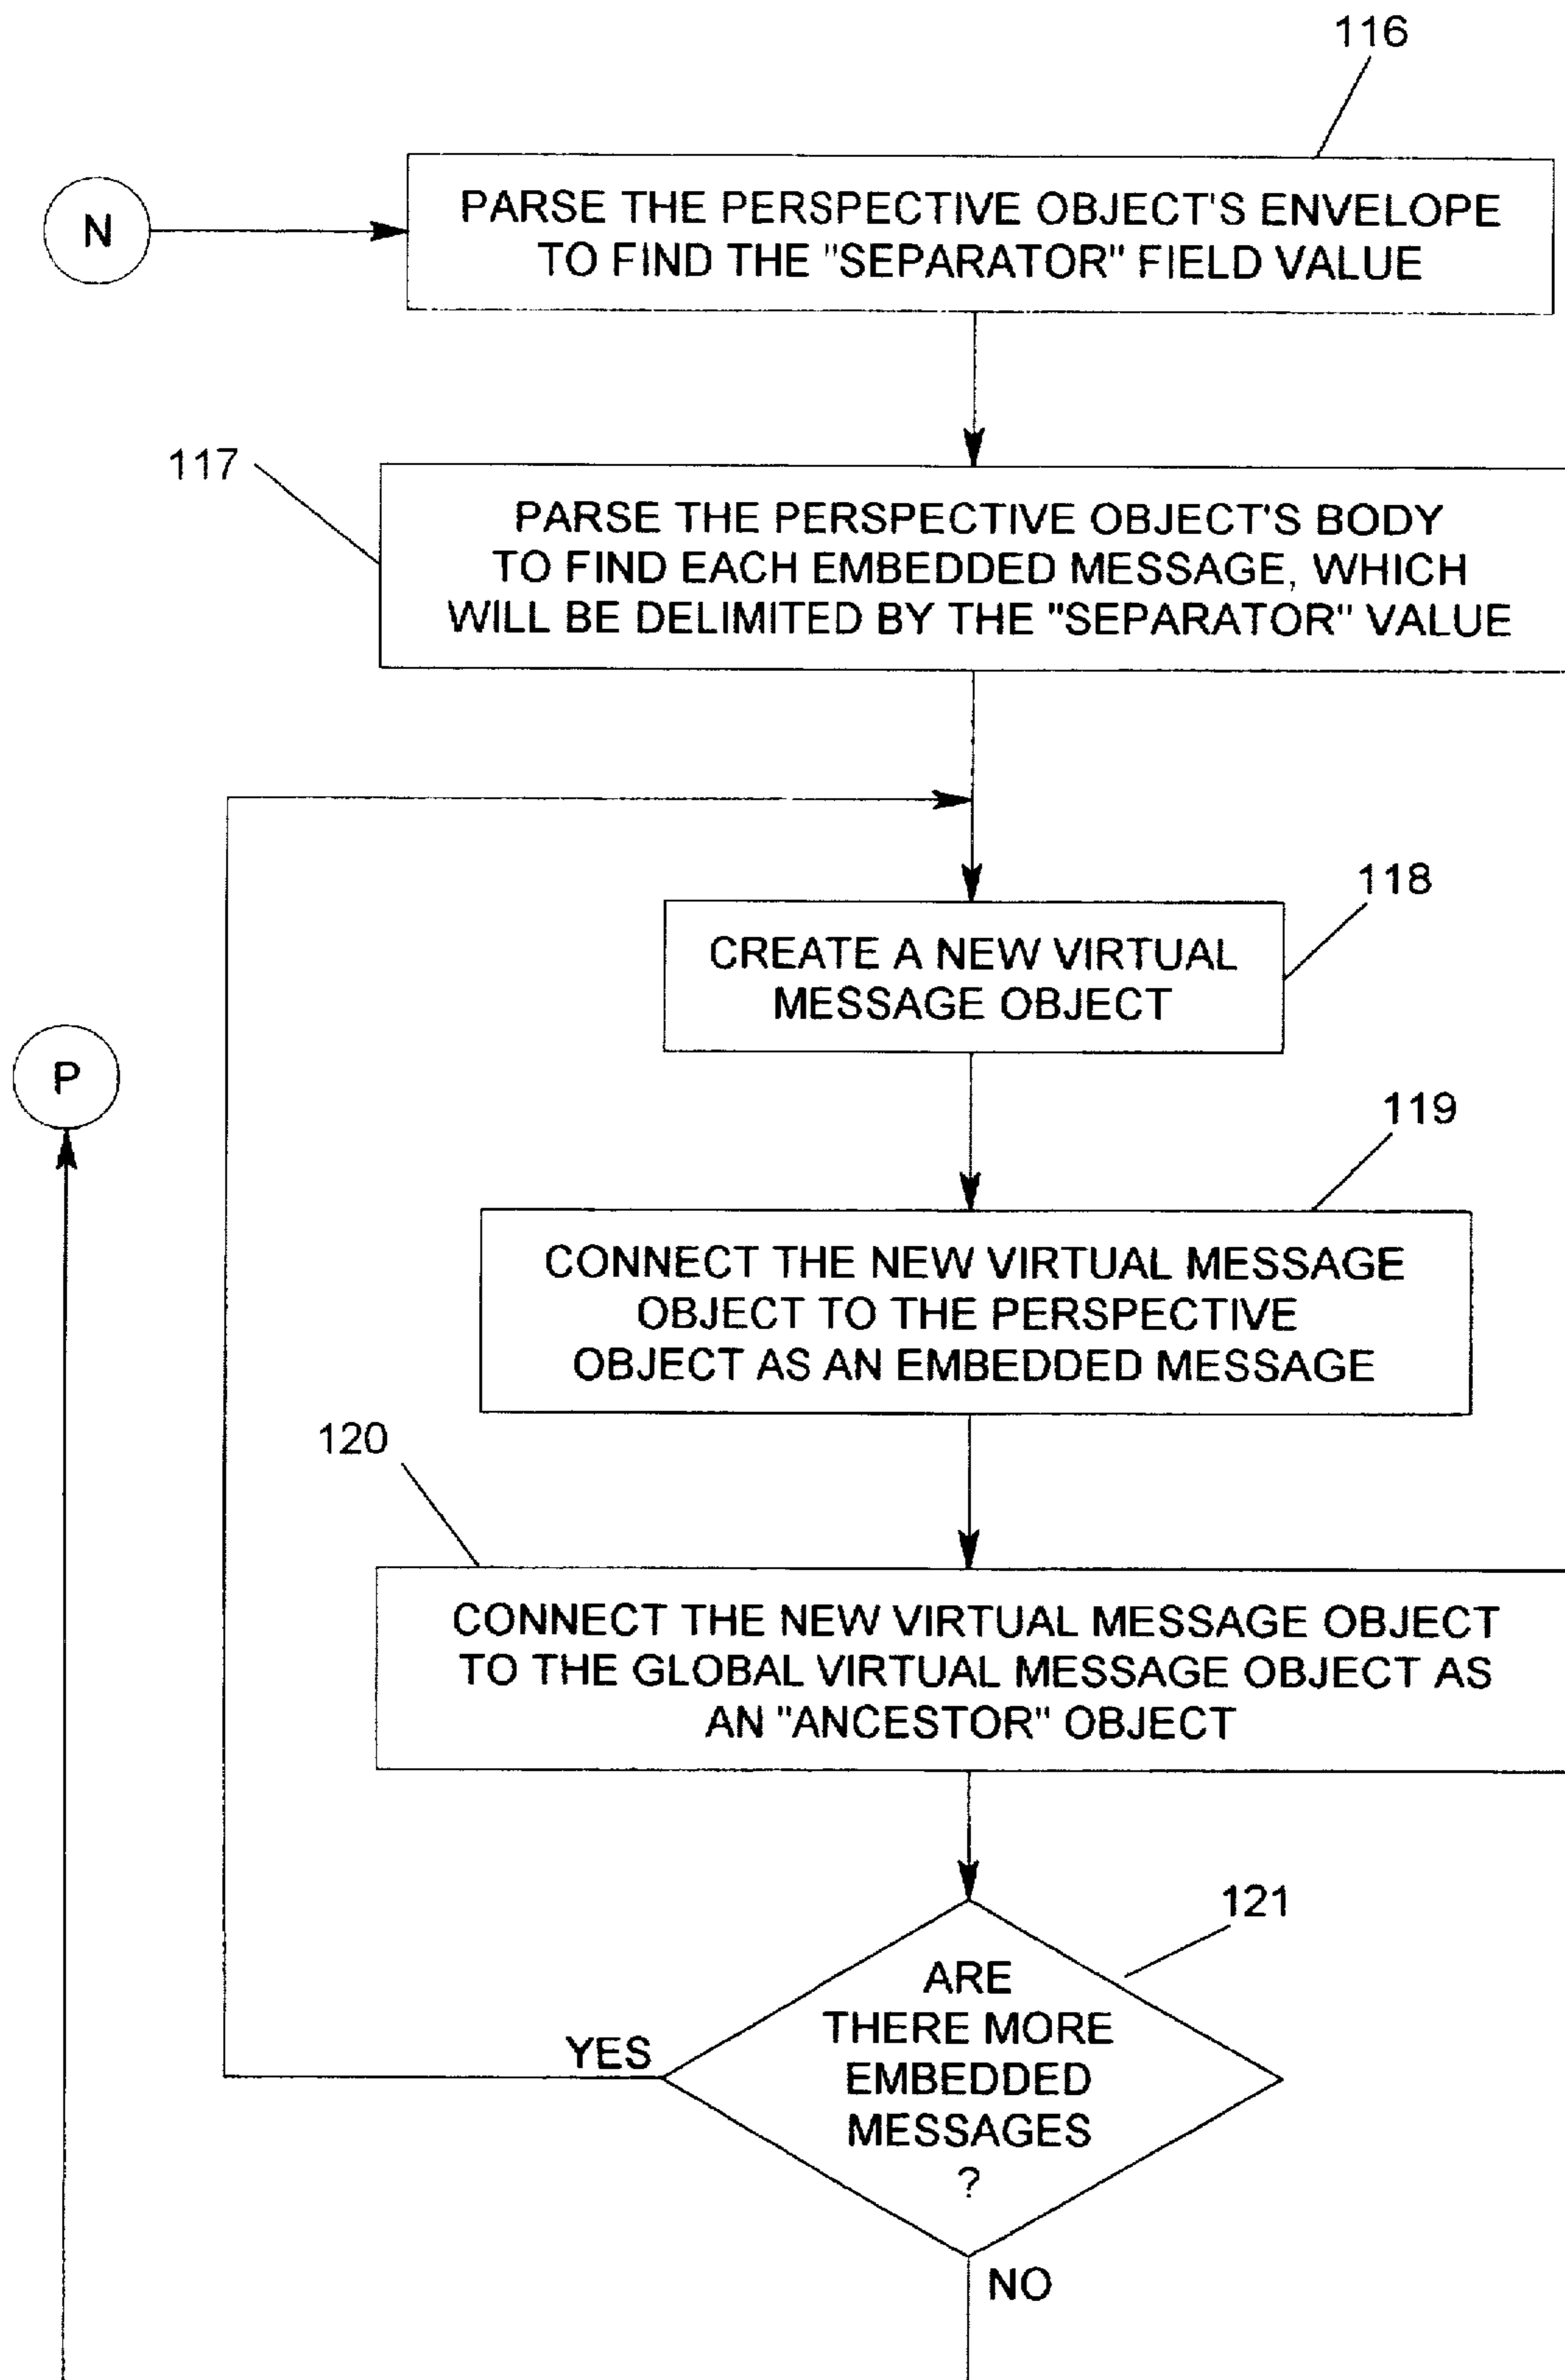 116
N
PARSE THE PERSPECTIVE OBJECT'S ENVELOPE
TO FIND THE "SEPARATOR" FIELD VALUE
117
PARSE THE PERSPECTIVE OBJECT'S BODY
TO FIND EACH EMBEDDED MESSAGE, WHICH
WILL BE DELIMITED BY THE "SEPARATOR" VALUE
118
CREATE A NEW VIRTUAL
MESSAGE OBJECT
P
119
CONNECT THE NEW VIRTUAL MESSAGE
OBJECT TO THE PERSPECTIVE
OBJECT AS AN EMBEDDED MESSAGE
120
CONNECT THE NEW VIRTUAL MESSAGE OBJECT
TO THE GLOBAL VIRTUAL MESSAGE OBJECT AS
AN "ANCESTOR" OBJECT
121
ARE
THERE MORE
EMBEDDED
MESSAGES
?
YES
NO